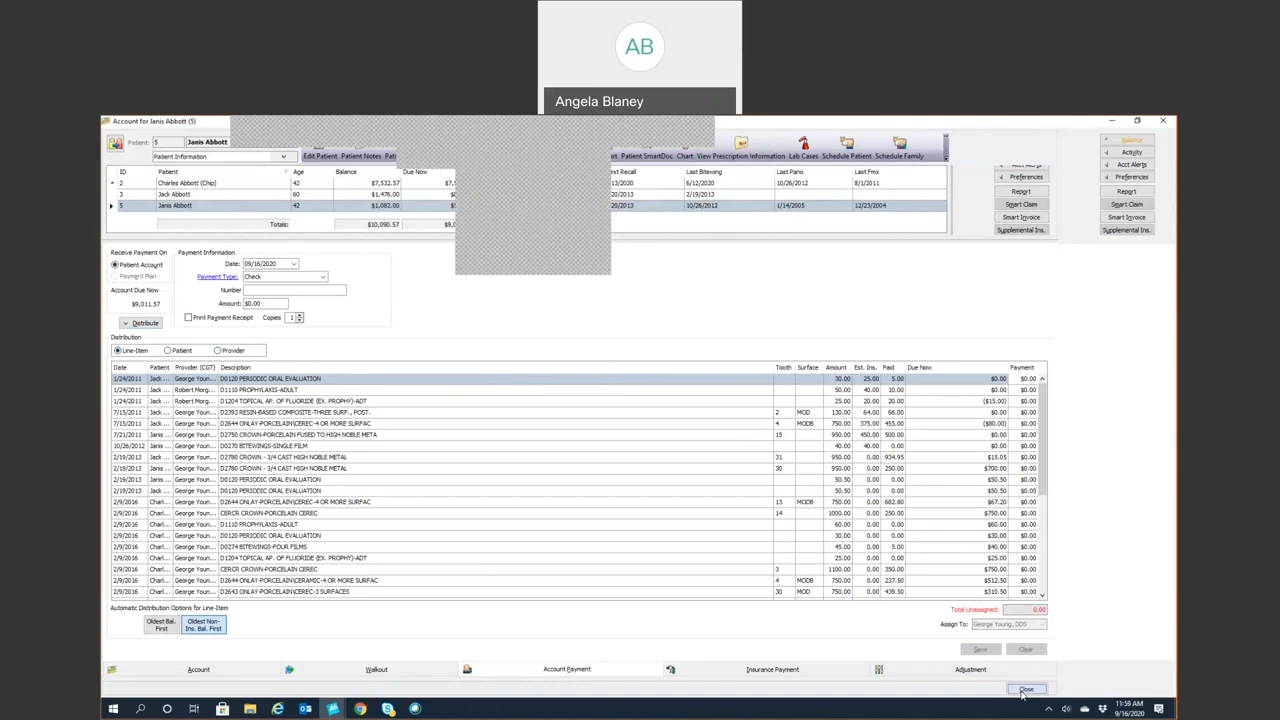 AB
Angela Blaney
Account for Janis Abbott (5)
Patient: 5 Janis Abbott
Patient Information
Edit Patient Patient Notes Pati
rt Patient SmartDoc Chart View Prescription Information Lab Cases Schedule Patient Schedule Family
ID Patient Age Balance Due Now ext Recall Last Bitewing Last Pano Last Fmx
2 Charles Abbott (Chip) 42 $7,532.57 $7,5 13/2020 6/12/2020 10/26/2012 8/1/2011
3 Jack Abbott 60 $1,476.00 20/2013 2/19/2013
5 Janis Abbott 42 $1,082.00 20/2013 10/26/2012 1/14/2005 12/23/2004
Totals: $10,090.57 $9,0
Acct Alerts
Preferences
Report
Smart Claim
Smart Invoice
Supplemental Ins.
Balance
Activity
Acct Alerts
Preferences
Report
Smart Claim
Smart Invoice
Supplemental Ins.
Receive Payment On
Patient Account
Payment Plan
Account Due Now
$9,011.57
Distribute
Payment Information
Date: 09/16/2020
Payment Type: Check
Number
Amount: $0.00
Print Payment Receipt Copies 1
Distribution
Line-Item Patient Provider
Date Patient Provider (CGT) Description Tooth Surface Amount Est. Ins. Paid Due Now Payment
1/24/2011 Jack ... George Youn... D0120 PERIODIC ORAL EVALUATION 30.00 25.00 5.00 $0.00 $0.00
1/24/2011 Jack ... Robert Morg... D1110 PROPHYLAXIS-ADULT 50.00 40.00 10.00 $0.00 $0.00
1/24/2011 Jack ... Robert Morg... D1204 TOPICAL AP. OF FLUORIDE (EX. PROPHY)-ADT 25.00 20.00 20.00 ($15.00) $0.00
7/15/2011 Jack ... George Youn... D2393 RESIN-BASED COMPOSITE-THREE SURF., POST. 2 MOD 130.00 64.00 66.00 $0.00 $0.00
7/15/2011 Jack ... George Youn... D2644 ONLAY-PORCELAIN\CEREC-4 OR MORE SURFAC 4 MODB 750.00 375.00 455.00 ($80.00) $0.00
7/21/2011 Janis ... George Youn... D2750 CROWN-PORCELAIN FUSED TO HIGH NOBLE META 15 950.00 450.00 500.00 $0.00 $0.00
10/26/2012 Janis ... George Youn... D0270 BITEWINGS-SINGLE FILM 40.00 40.00 0.00 $0.00 $0.00
2/19/2013 Jack ... George Youn... D2780 CROWN - 3/4 CAST HIGH NOBLE METAL 31 950.00 0.00 934.95 $15.05 $0.00
2/19/2013 Janis ... George Youn... D2780 CROWN - 3/4 CAST HIGH NOBLE METAL 30 950.00 0.00 250.00 $700.00 $0.00
2/19/2013 Janis ... George Youn... D0120 PERIODIC ORAL EVALUATION 50.50 0.00 0.00 $50.50 $0.00
2/19/2013 Jack ... George Youn... D0120 PERIODIC ORAL EVALUATION 50.50 0.00 0.00 $50.50 $0.00
2/9/2016 Charl... George Youn... D2644 ONLAY-PORCELAIN\CEREC-4 OR MORE SURFAC 13 MODB 750.00 0.00 682.80 $67.20 $0.00
2/9/2016 Charl... George Youn... CERCR CROWN-PORCELAIN CEREC 14 1000.00 0.00 250.00 $750.00 $0.00
2/9/2016 Charl... George Youn... D1110 PROPHYLAXIS-ADULT 60.00 0.00 0.00 $60.00 $0.00
2/9/2016 Charl... George Youn... D0120 PERIODIC ORAL EVALUATION 30.00 0.00 0.00 $30.00 $0.00
2/9/2016 Charl... George Youn... D0274 BITEWINGS-FOUR FILMS 45.00 0.00 5.00 $40.00 $0.00
2/9/2016 Charl... George Youn... D1204 TOPICAL AP. OF FLUORIDE (EX. PROPHY)-ADT 25.00 0.00 0.00 $25.00 $0.00
2/9/2016 Charl... George Youn... CERCR CROWN-PORCELAIN CEREC 3 1100.00 0.00 350.00 $750.00 $0.00
2/9/2016 Charl... George Youn... D2644 ONLAY-PORCELAIN\CERAMIC-4 OR MORE SURFAC 4 MODB 750.00 0.00 237.50 $512.50 $0.00
2/9/2016 Charl... George Youn... D2643 ONLAY-PORCELAIN\CEREC-3 SURFACES 30 MOD 750.00 0.00 439.50 $310.50 $0.00
Automatic Distribution Options for Line-Item
Oldest Bal. First
Oldest Non-Ins. Bal. First
Total Unassigned: 0.00
Assign To: George Young, DDS
Save Clear
Account Walkout Account Payment Insurance Payment Adjustment
Close
11:59 AM
9/16/2020